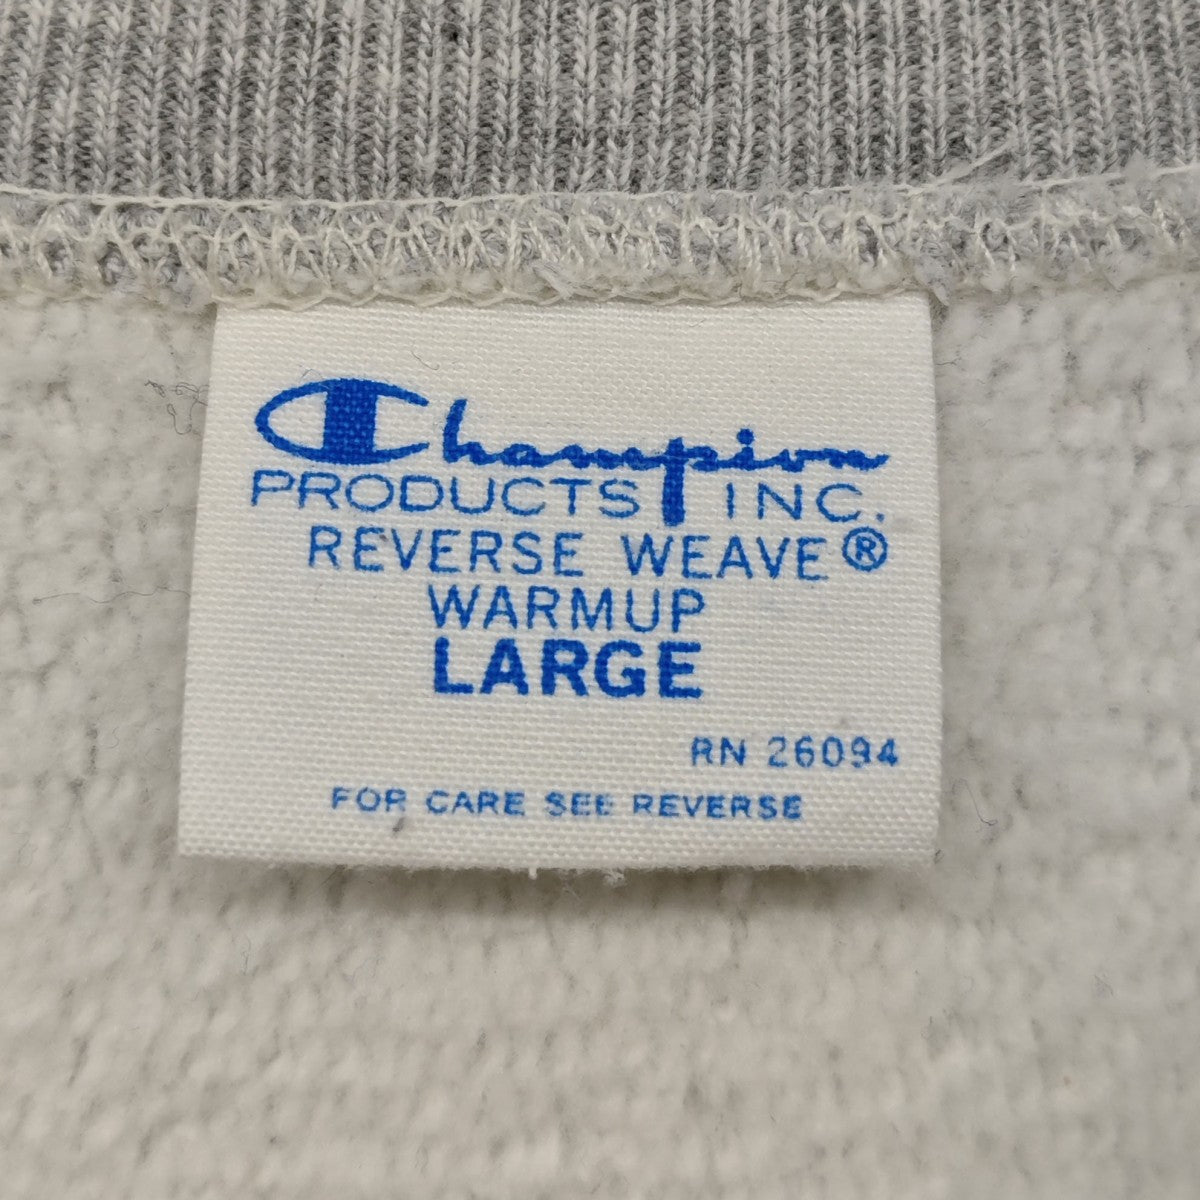 Champion
PRODUCTS INC.
REVERSE WEAVE®
WARMUP
LARGE
RN 26094
FOR CARE SEE REVERSE